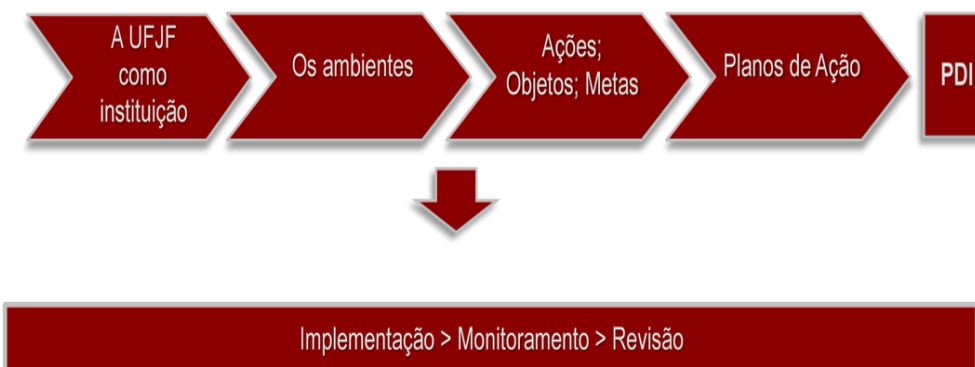 A UFJF
como
instituição
Os ambientes
Ações;
Objetos; Metas
Planos de Ação
PDI
Implementação > Monitoramento > Revisão